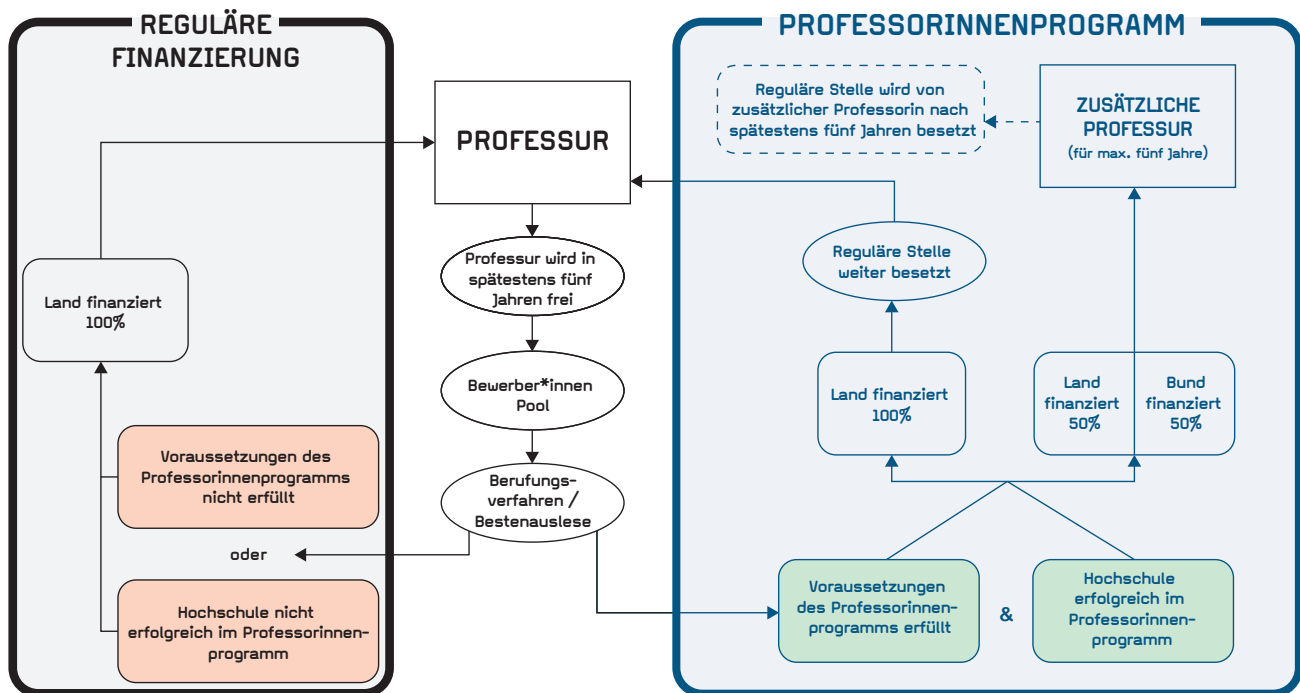 REGULÄRE
FINANZIERUNG
Land finanziert
100%
Voraussetzungen des
Professorinnenprogramms
nicht erfüllt
oder
Hochschule nicht
erfolgreich im Professorinnen-
programm
PROFESSUR
Professur wird in
spätestens fünf
Jahren frei
Bewerber*innen
Pool
Berufungs-
verfahren /
Bestenauslese
PROFESSORINNENPROGRAMM
Reguläre Stelle wird von
zusätzlicher Professorin nach
spätestens fünf Jahren besetzt
ZUSÄTZLICHE
PROFESSUR
(für max. fünf Jahre)
Reguläre Stelle
weiter besetzt
Land finanziert
100%
Land
finanziert
50%
Bund
finanziert
50%
Voraussetzungen
des Professorinnen-
programms erfüllt
&
Hochschule
erfolgreich im
Professorinnen-
programm